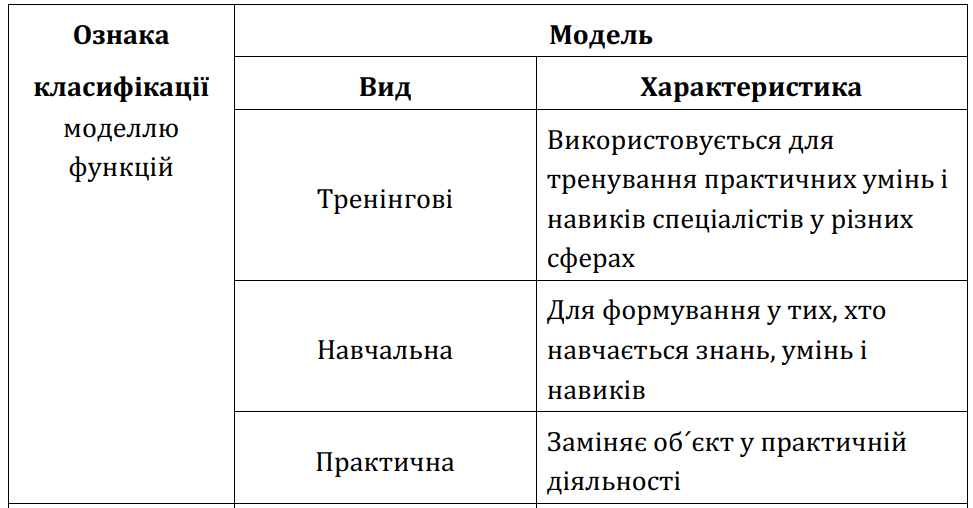 Ознака
класифікації
моделлю
функцій
Модель
Вид
Характеристика
Тренінгові
Використовується для
тренування практичних умінь і
навиків спеціалістів у різних
сферах
Навчальна
Для формування у тих, хто
навчається знань, умінь і
навиків
Практична
Заміняє об´єкт у практичній
діяльності